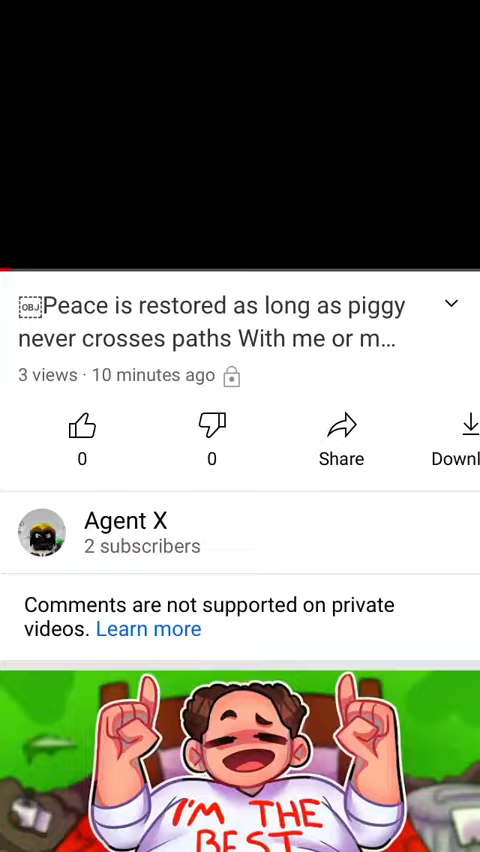 Peace is restored as long as piggy
never crosses paths With me or m...
3 views · 10 minutes ago
0
0
Share
Downl
Agent X
2 subscribers
Comments are not supported on private
videos. Learn more
I'M THE
BEST